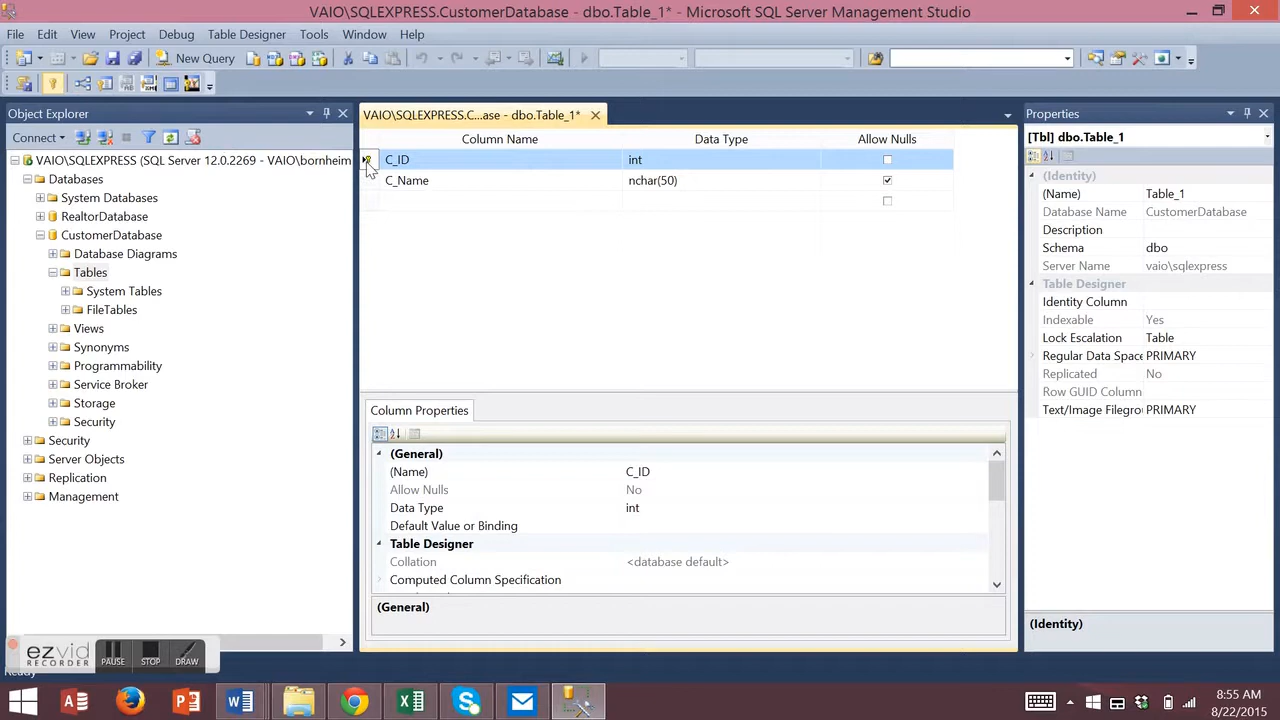 VAIO\SQLEXPRESS.CustomerDatabase - dbo.Table_1* - Microsoft SQL Server Management Studio
File Edit View Project Debug Table Designer Tools Window Help
New Query
Object Explorer
Connect
VAIO\SQLEXPRESS (SQL Server 12.0.2269 - VAIO\bornheim
Databases
System Databases
RealtorDatabase
CustomerDatabase
Database Diagrams
Tables
System Tables
FileTables
Views
Synonyms
Programmability
Service Broker
Storage
Security
Security
Server Objects
Replication
Management
VAIO\SQLEXPRESS.C...ase - dbo.Table_1*
Column Name Data Type Allow Nulls
C_ID int
C_Name nchar(50)
Column Properties
(General)
(Name) C_ID
Allow Nulls No
Data Type int
Default Value or Binding
Table Designer
Collation <database default>
Computed Column Specification
(General)
Properties
[Tbl] dbo.Table_1
(Identity)
(Name) Table_1
Database Name CustomerDatabase
Description
Schema dbo
Server Name vaio\sqlexpress
Table Designer
Identity Column
Indexable Yes
Lock Escalation Table
Regular Data Space PRIMARY
Replicated No
Row GUID Column
Text/Image Filegro PRIMARY
(Identity)
ezvid
RECORDER
PAUSE STOP DRAW
Ready
8:55 AM
8/22/2015